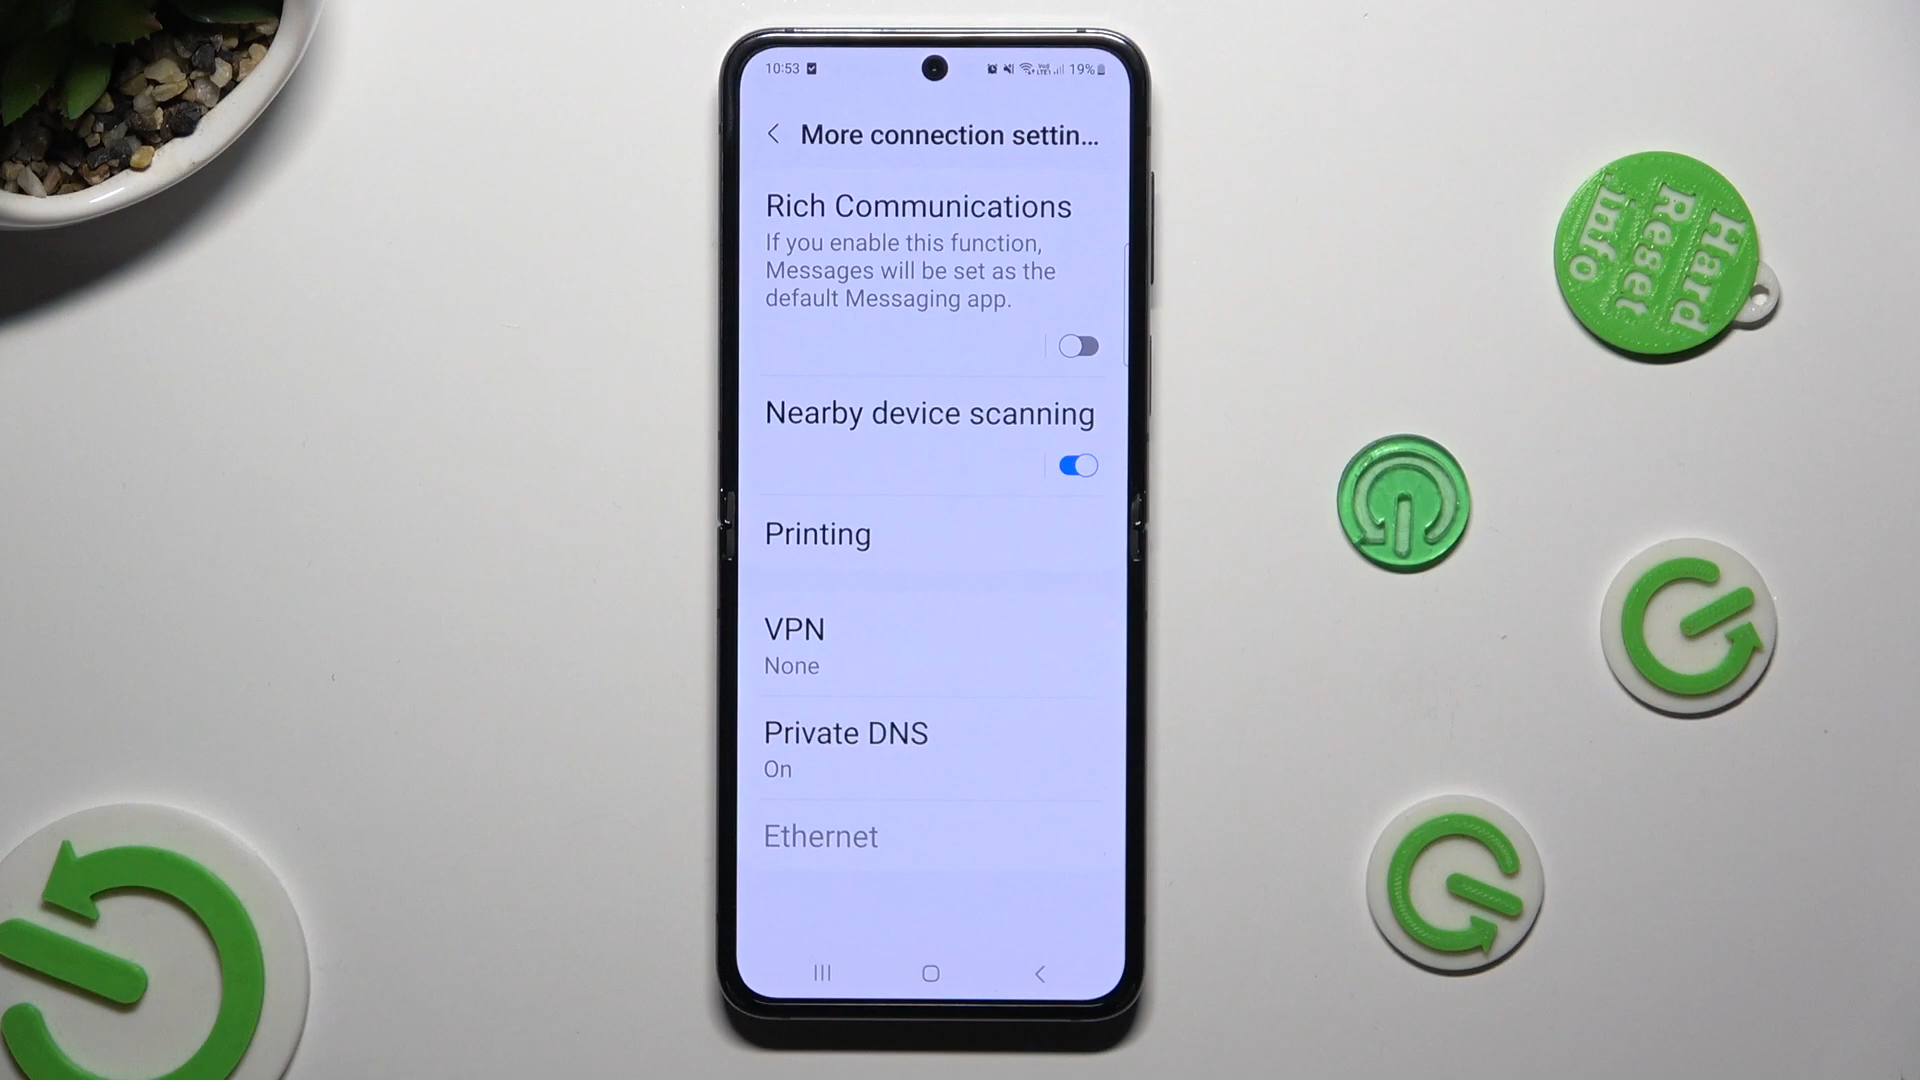 10:53
VoLTE1 19%
More connection settin...
Rich Communications
If you enable this function,
Messages will be set as the
default Messaging app.
Nearby device scanning
Printing
VPN
None
Private DNS
On
Ethernet
Hard
Reset
Info